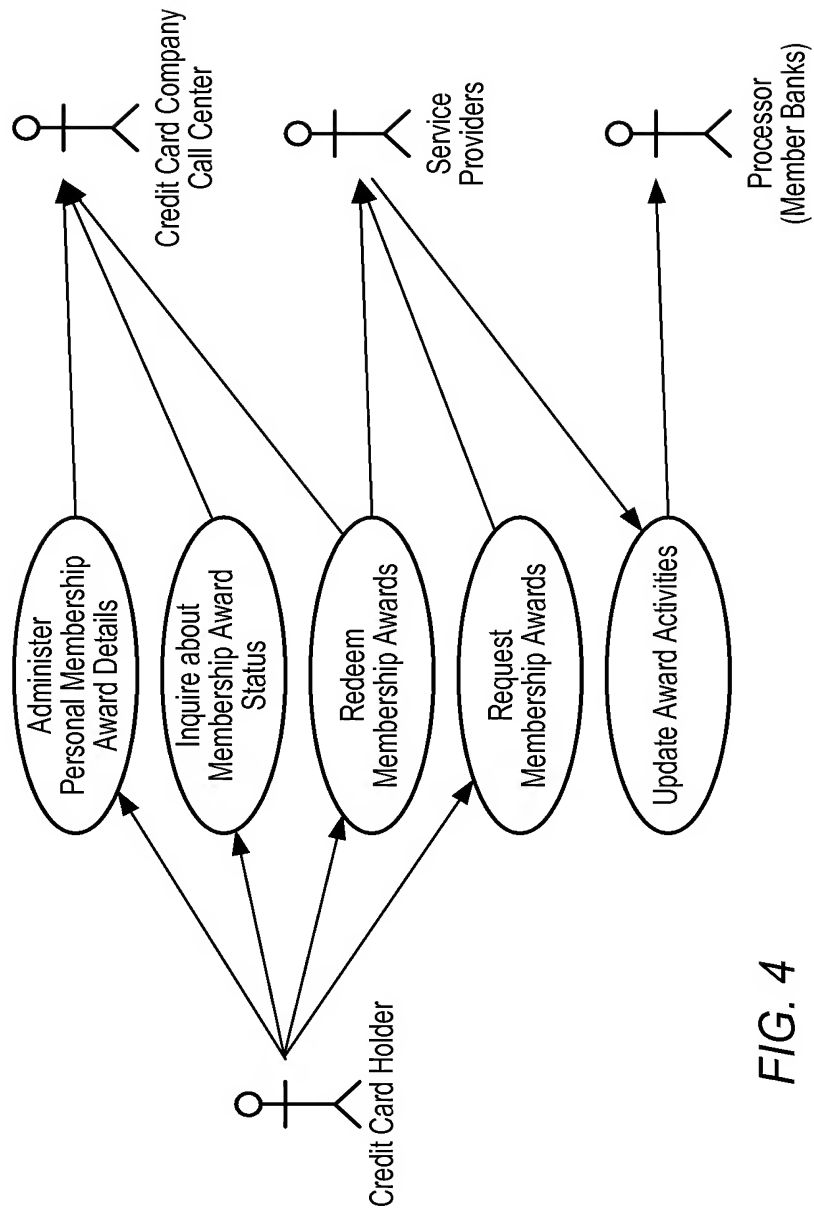 Credit Card Holder
Administer
Personal Membership
Award Details
Inquire about
Membership Award
Status
Redeem
Membership Awards
Request
Membership Awards
Update Award Activities
Credit Card Company
Call Center
Service
Providers
Processor
(Member Banks)
FIG. 4